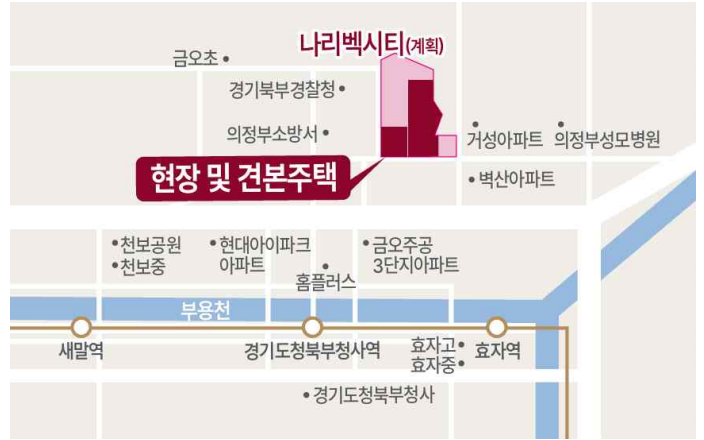 나리벡시티(계획)
금오초
경기북부경찰청
의정부소방서
거성아파트
의정부성모병원
현장 및 견본주택
벽산아파트
천보공원
천보중
현대아이파크
아파트
홈플러스
금오주공
3단지아파트
부용천
새말역
경기도청북부청사역
효자고
효자중
효자역
경기도청북부청사